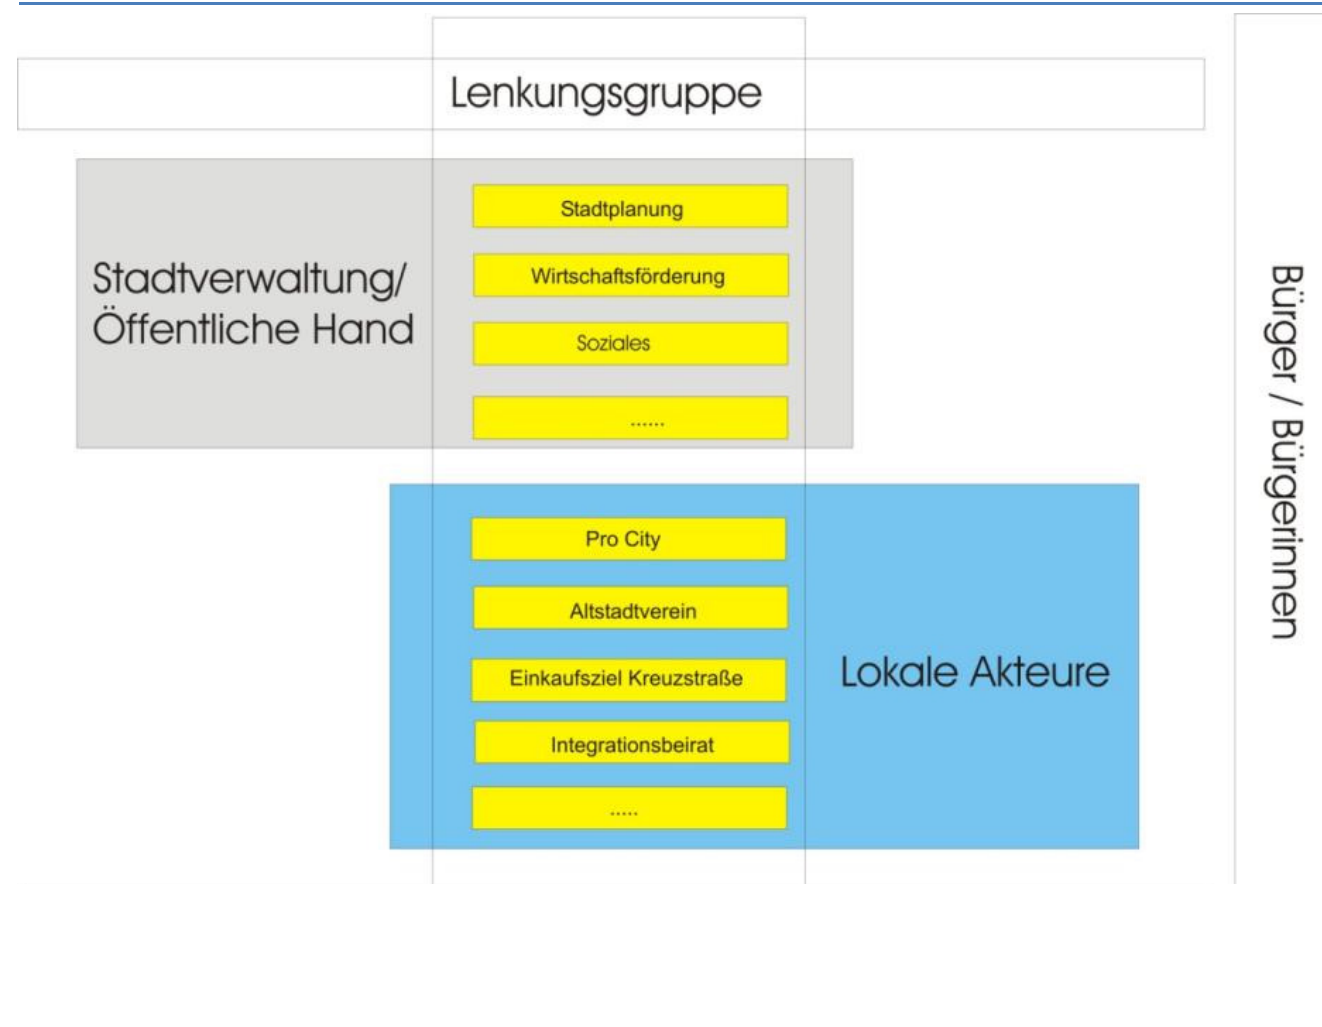 Lenkungsgruppe
Stadtverwaltung/
Öffentliche Hand
Stadtplanung
Wirtschaftsförderung
Soziales
......
Pro City
Altstadtverein
Einkaufsziel Kreuzstraße
Integrationsbeirat
.....
Lokale Akteure
Bürger / Bürgerinnen